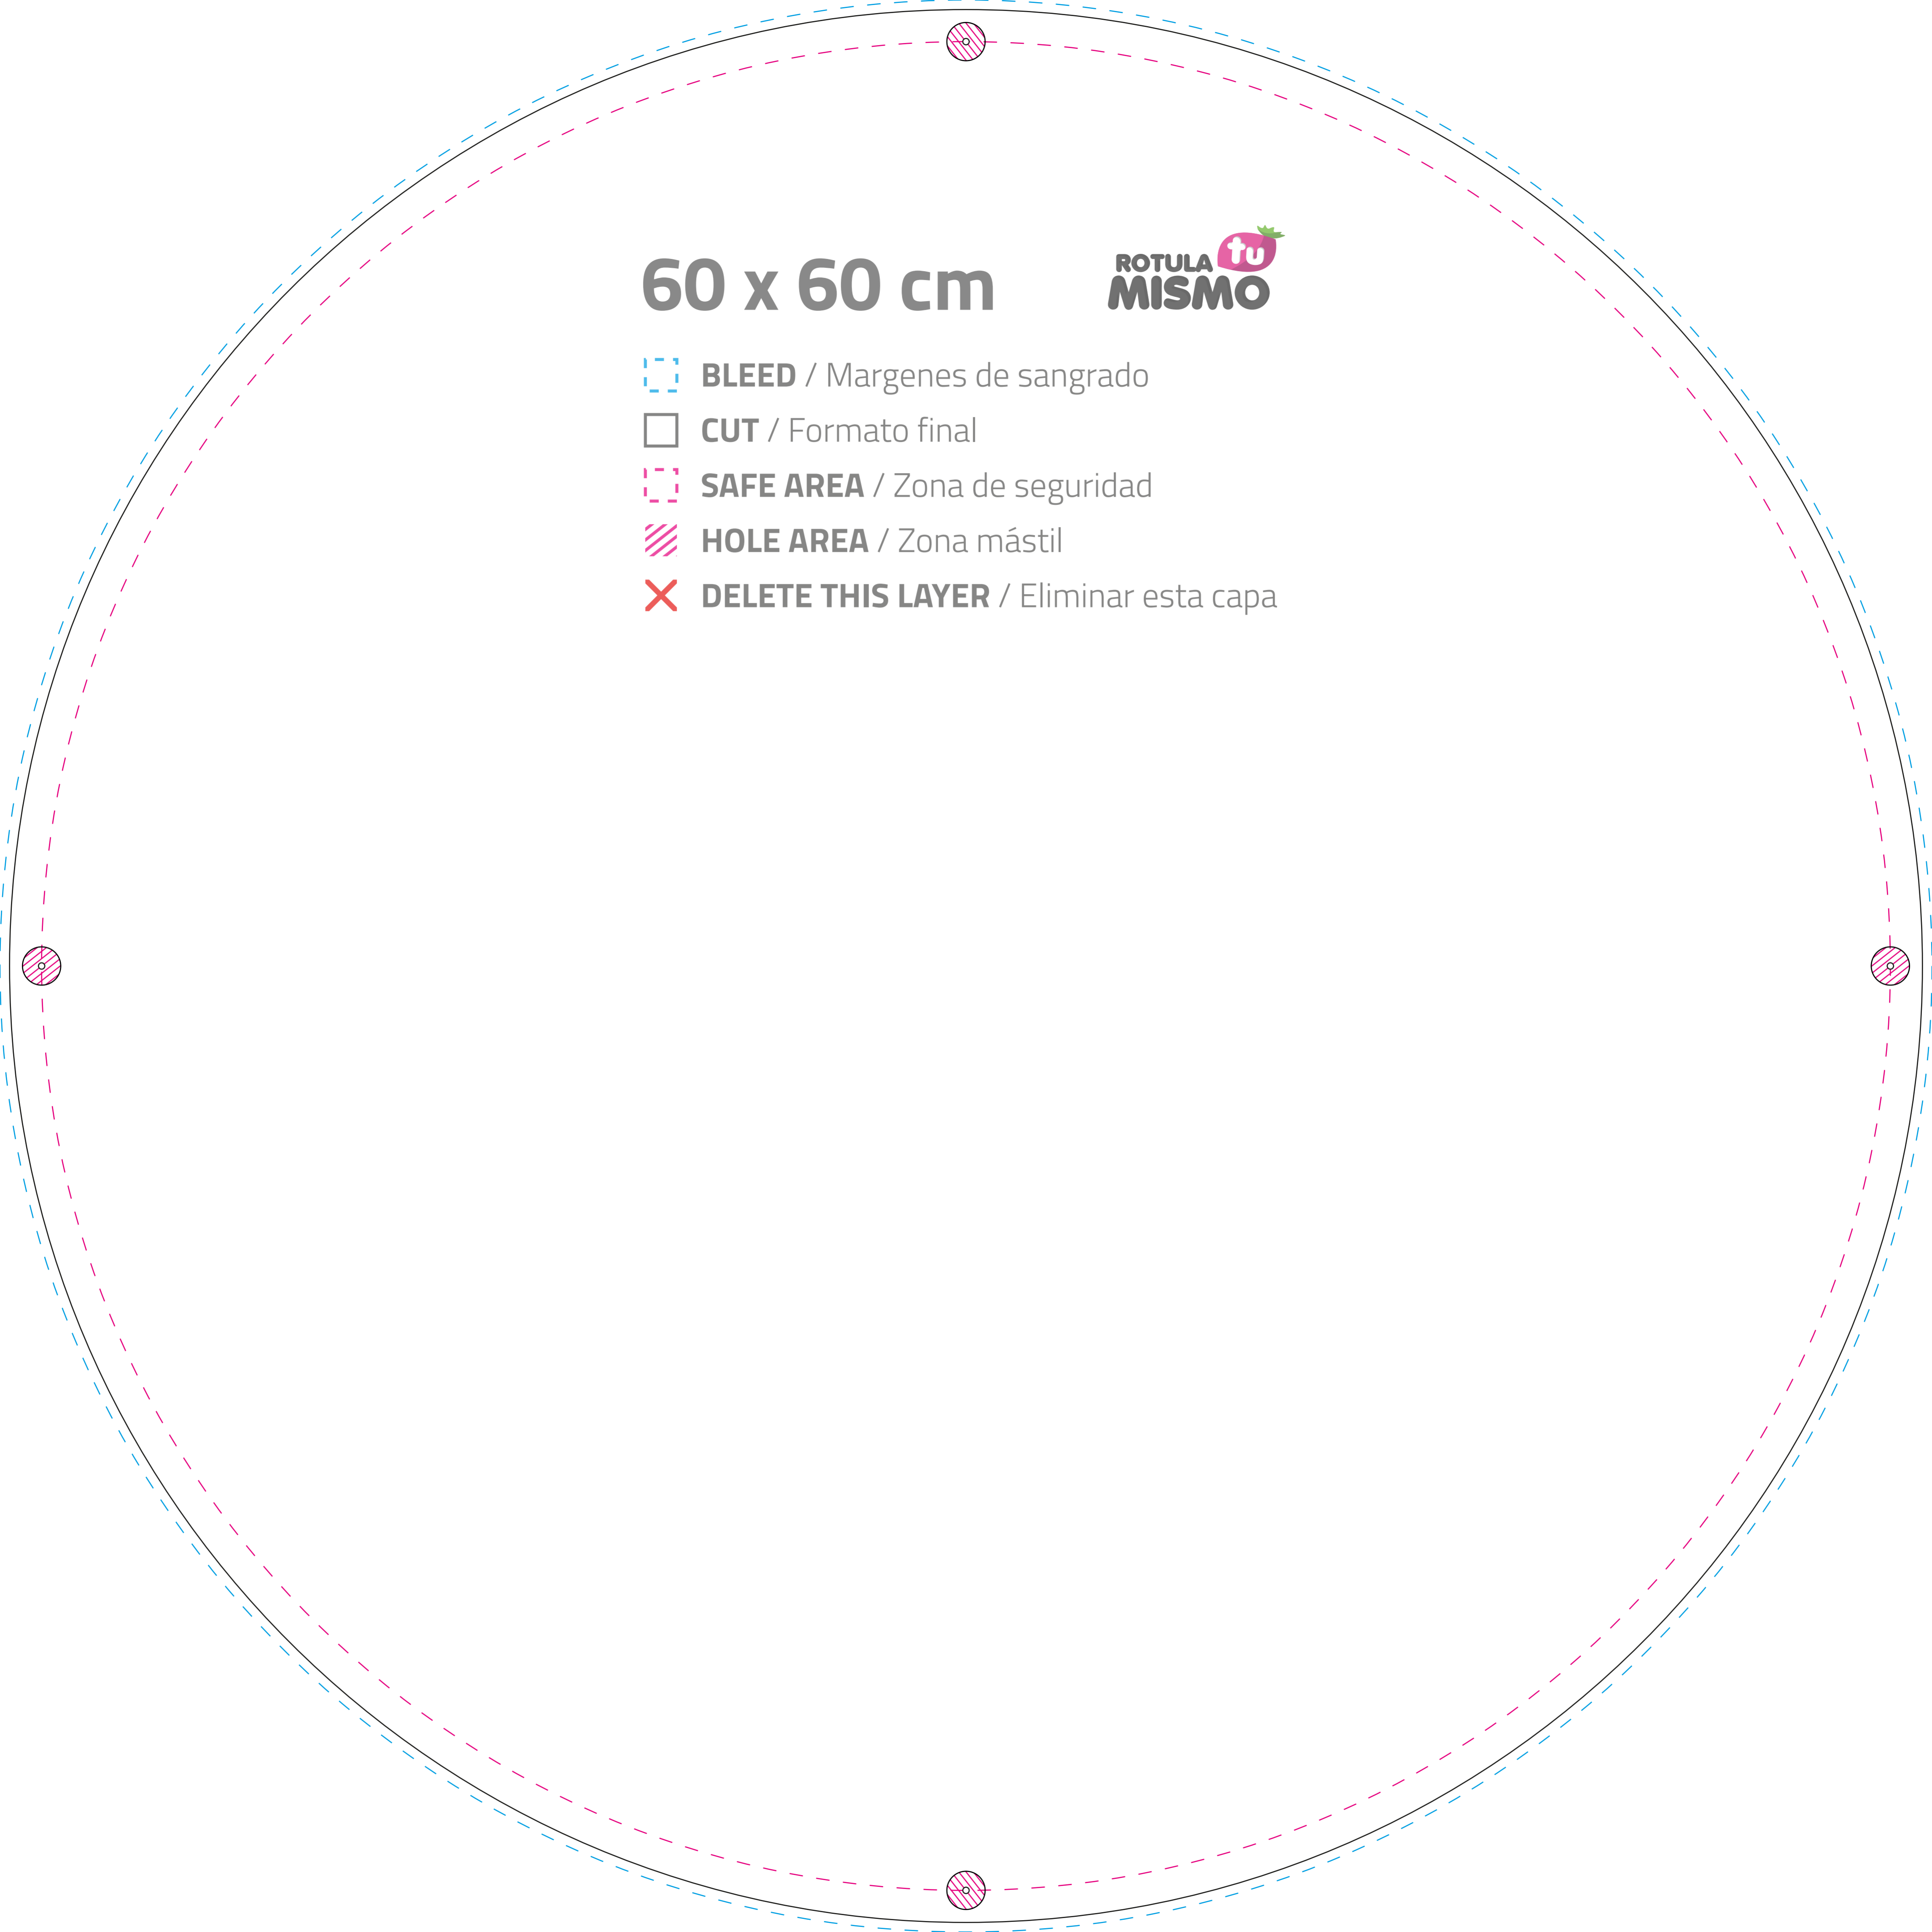 60 x 60 cm
ROTULA tu
MISMO
BLEED / Margenes de sangrado
CUT / Formato final
SAFE AREA / Zona de seguridad
HOLE AREA / Zona mástil
DELETE THIS LAYER / Eliminar esta capa